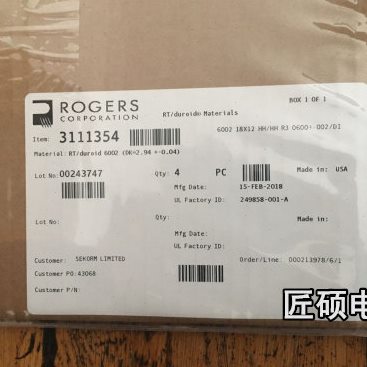 ROGERS
CORPORATION
RT/duroid® Materials
BOX 1 OF 1
Item: 3111354
6002 18X12 HH/HH R3 0600+-002/DI
Material: RT/duroid 6002 (DK=2.94 +-0.04)
Lot No: 00243747
Qty: 4 PC
Made in: USA
Mfg Date: 15-FEB-2018
UL Factory ID: 249858-001-A
Lot No:
Qty:
Made in:
Mfg Date:
UL Factory ID:
Customer: SEKORM LIMITED
Order/Line: 000213978/6/1
Customer PO: 43068
Customer P/N:
匠硕电